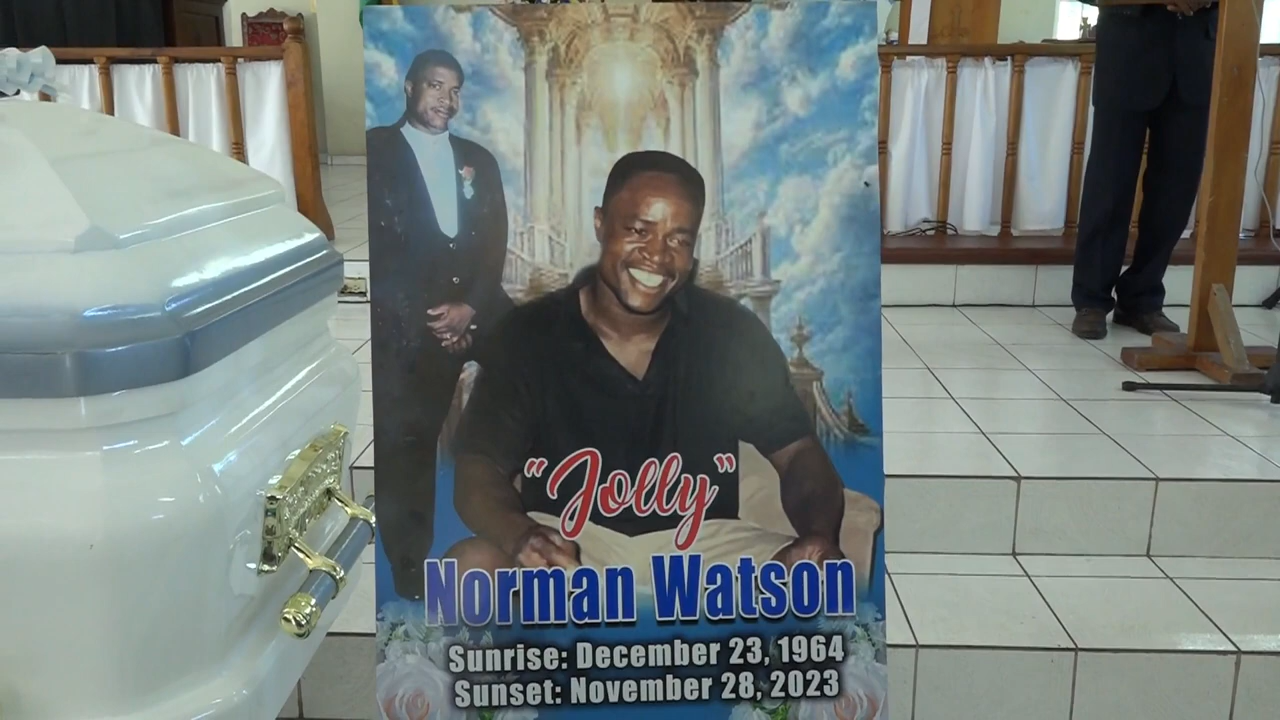 "Jolly"
Norman Watson
Sunrise: December 23, 1964
Sunset: November 28, 2023